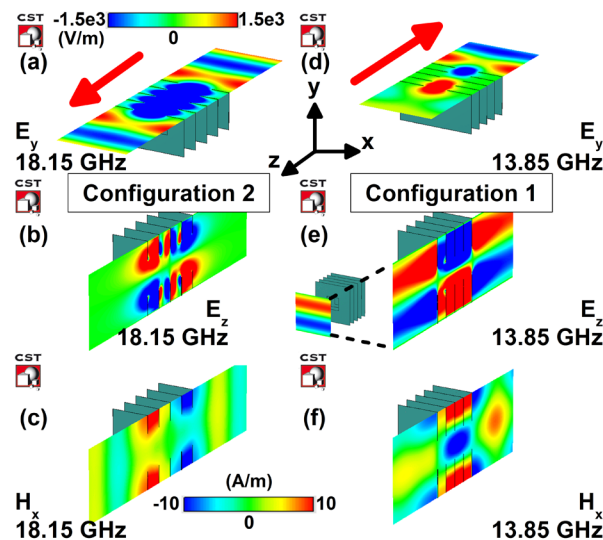 CST
-1.5e3
1.5e3
(V/m)
0
(a)
E_y
18.15 GHz
CST
(d)
E_y
13.85 GHz
y
x
z
Configuration 2
Configuration 1
CST
(b)
E_z
18.15 GHz
CST
(e)
E_z
13.85 GHz
CST
(c)
H_x
18.15 GHz
(A/m)
-10
10
0
CST
(f)
H_x
13.85 GHz